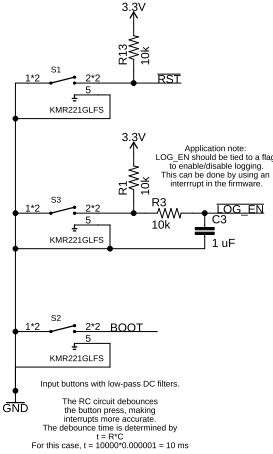 3.3V
R13
10k
S1
1*2
2*2
RST
5
KMR221GLFS
3.3V
Application note:
LOG_EN should be tied to a flag
to enable/disable logging.
This can be done by using an
interrupt in the firmware.
R1
10k
S3
1*2
2*2
R3
10k
LOG_EN
C3
1 uF
5
KMR221GLFS
S2
1*2
2*2
BOOT
5
KMR221GLFS
Input buttons with low-pass DC filters.
GND
The RC circuit debounces
the button press, making
interrupts more accurate.
The debounce time is determined by
t = R*C
For this case, t = 10000*0.000001 = 10 ms